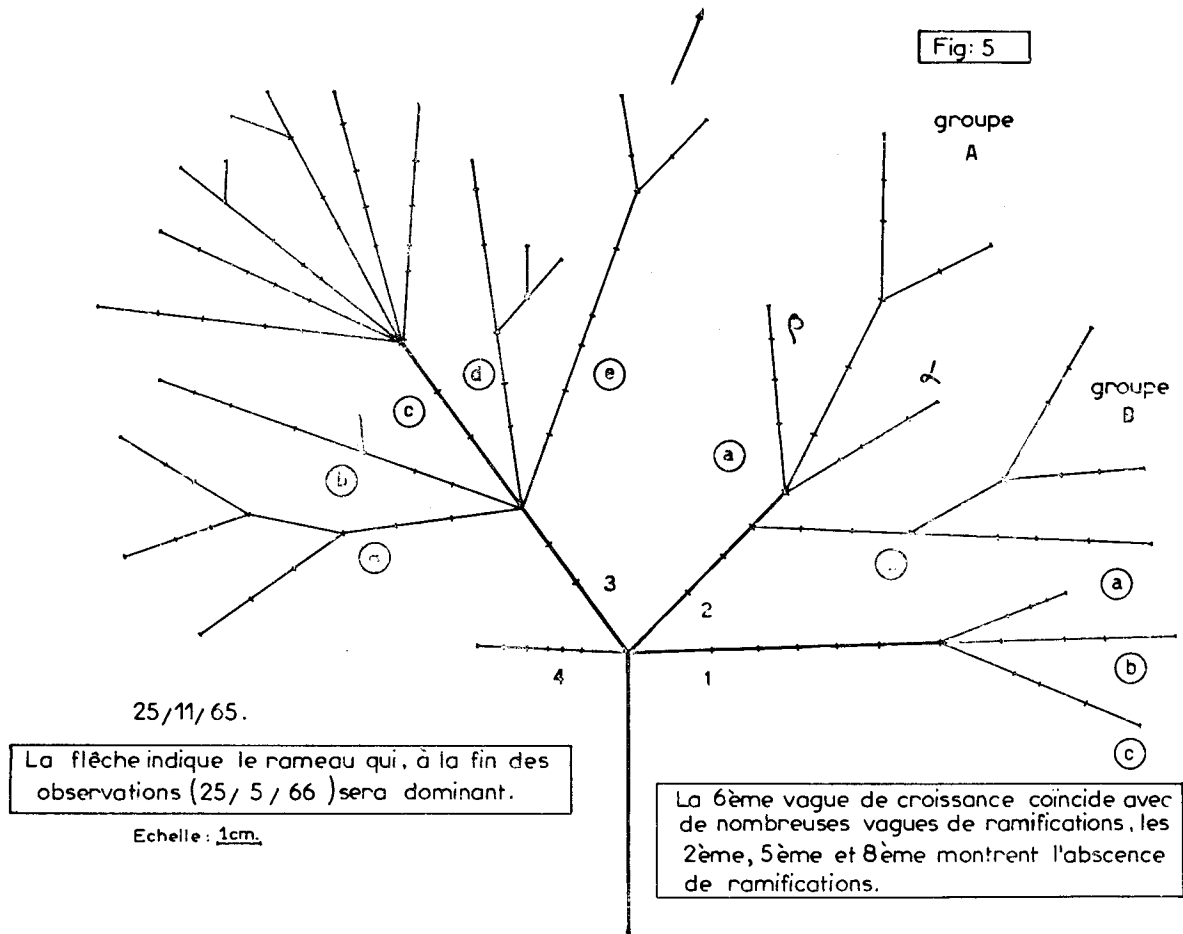 Fig: 5
groupe
A
ρ
d
e
α
c
groupe
B
a
b
a
3
2
a
4
1
b
c
25/11/65.
La flêche indique le rameau qui, à la fin des
observations (25/ 5 / 66 ) sera dominant.
Echelle : 1cm.
La 6ème vague de croissance coïncide avec
de nombreuses vagues de ramifications, les
2ème, 5ème et 8ème montrent l'abscence
de ramifications.